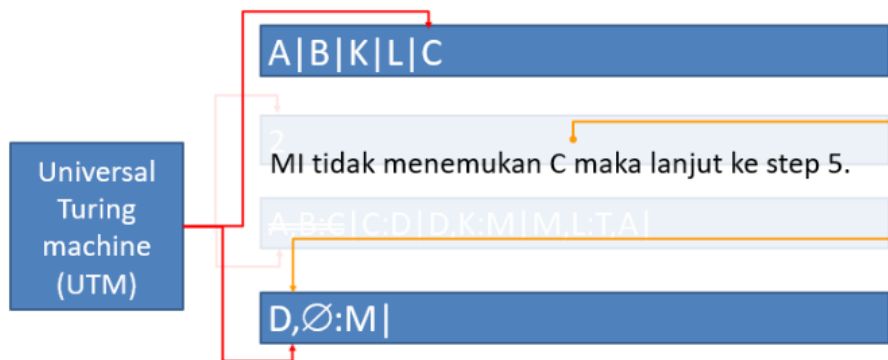 A|B|K|L|C
2
MI tidak menemukan C maka lanjut ke step 5.
Universal
Turing
machine
(UTM)
A,B:C|C:D|D,K:M|M,L:T,A|
D,∅:M|